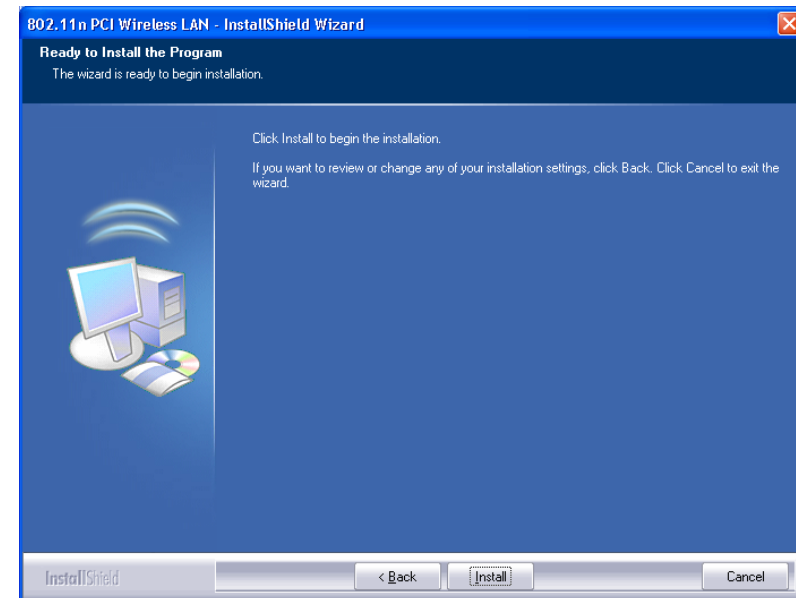 802.11n PCI Wireless LAN - InstallShield Wizard
Ready to Install the Program
The wizard is ready to begin installation.
Click Install to begin the installation.
If you want to review or change any of your installation settings, click Back. Click Cancel to exit the
wizard.
InstallShield
< Back
Install
Cancel